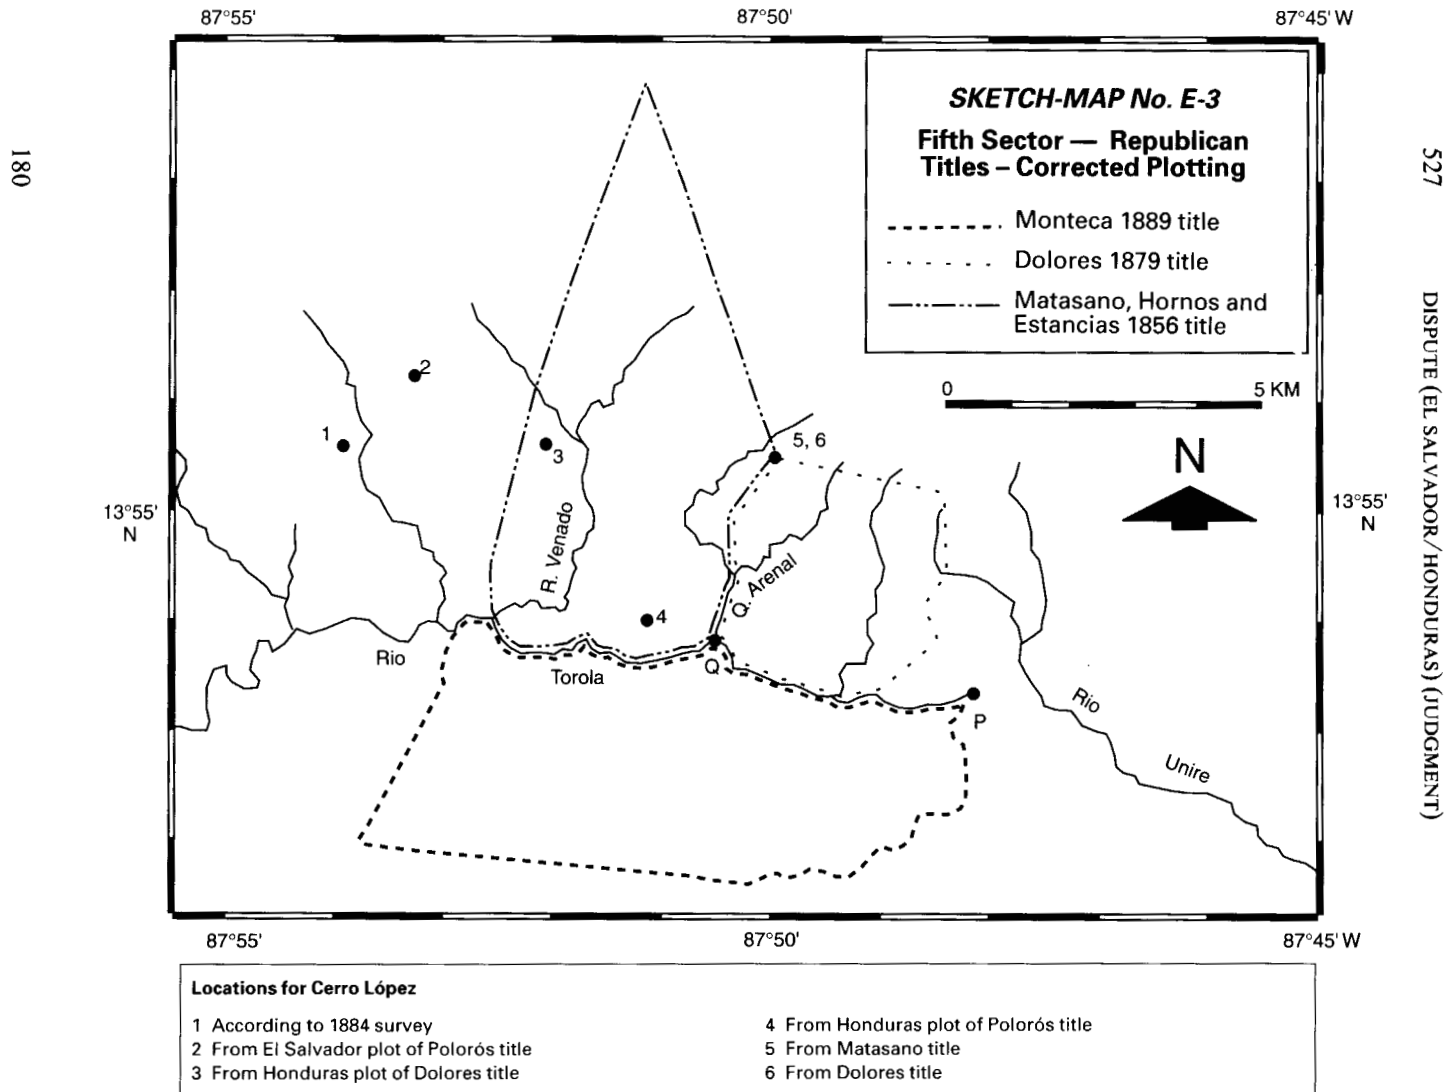 180
527
DISPUTE (EL SALVADOR/HONDURAS) (JUDGMENT)
87°55'
87°50'
87°45' W
SKETCH-MAP No. E-3
Fifth Sector — Republican
Titles – Corrected Plotting
Monteca 1889 title
Dolores 1879 title
Matasano, Hornos and
Estancias 1856 title
0
5 KM
2
1
3
5, 6
N
13°55'
N
13°55'
N
R. Venado
Q. Arenal
4
Rio
Torola
Q
P
Rio
Unire
87°55'
87°50'
87°45' W
Locations for Cerro López
1 According to 1884 survey
2 From El Salvador plot of Polorós title
3 From Honduras plot of Dolores title
4 From Honduras plot of Polorós title
5 From Matasano title
6 From Dolores title